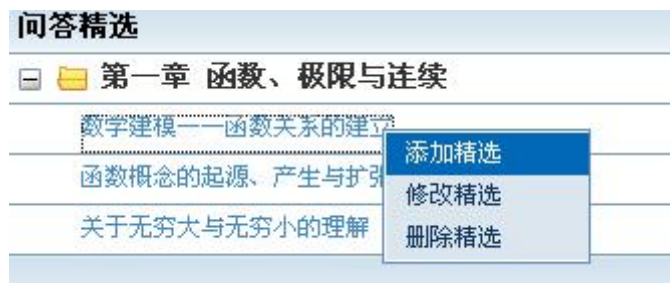 问答精选
第一章 函数、极限与连续
数学建模——函数关系的建立
添加精选
函数概念的起源、产生与扩张
修改精选
关于无穷大与无穷小的理解
删除精选